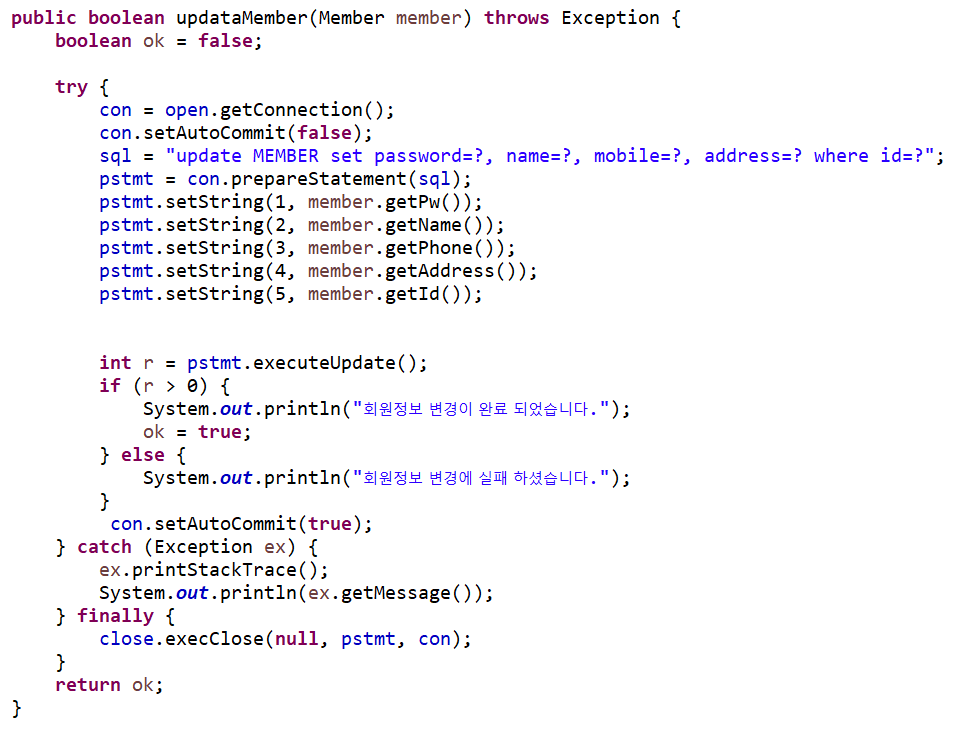 public boolean updataMember(Member member) throws Exception {
    boolean ok = false;

    try {
        con = open.getConnection();
        con.setAutoCommit(false);
        sql = "update MEMBER set password=?, name=?, mobile=?, address=? where id=?";
        pstmt = con.prepareStatement(sql);
        pstmt.setString(1, member.getPw());
        pstmt.setString(2, member.getName());
        pstmt.setString(3, member.getPhone());
        pstmt.setString(4, member.getAddress());
        pstmt.setString(5, member.getId());


        int r = pstmt.executeUpdate();
        if (r > 0) {
            System.out.println("회원정보 변경이 완료 되었습니다.");
            ok = true;
        } else {
            System.out.println("회원정보 변경에 실패 하셨습니다.");
        }
         con.setAutoCommit(true);
    } catch (Exception ex) {
        ex.printStackTrace();
        System.out.println(ex.getMessage());
    } finally {
        close.execClose(null, pstmt, con);
    }
    return ok;
}